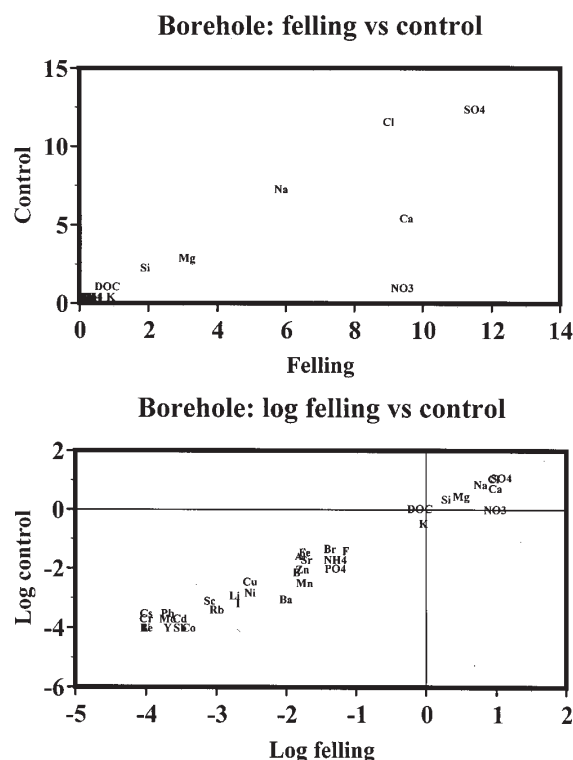 Borehole: felling vs control
15
SO4
Cl
10
Control
Na
5
Ca
Mg
Si
DOC
NO3
K
0
0 2 4 6 8 10 12 14
Felling
Borehole: log felling vs control
2
SO4
Na
Ca
Si Mg
0
DOC NO3
K
Log control
Br F
Sr NH4
-2
Zn PO4
Cu Mn
Ni
Li Ba
Sc I
Rb
Cs Cd
-4
Y Co
-6
-5 -4 -3 -2 -1 0 1 2
Log felling